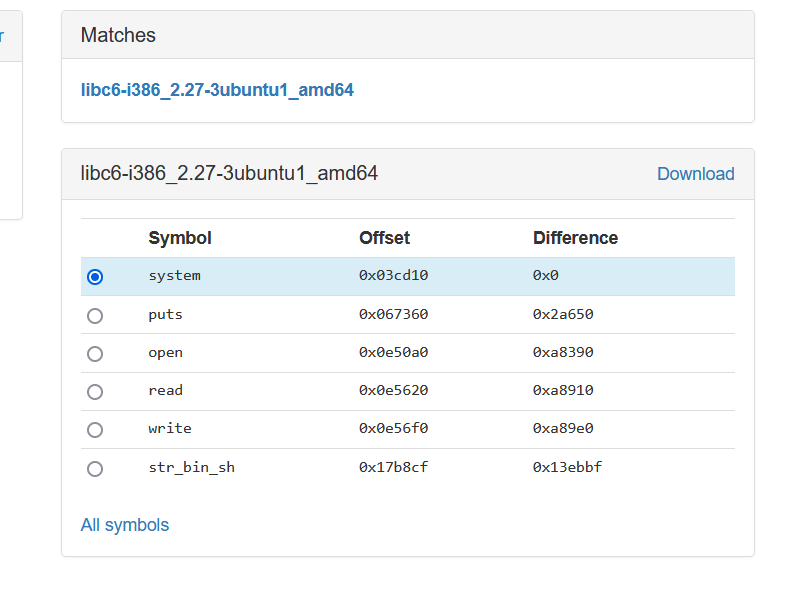 r
Matches
libc6-i386_2.27-3ubuntu1_amd64
libc6-i386_2.27-3ubuntu1_amd64 Download
Symbol Offset Difference
system 0x03cd10 0x0
puts 0x067360 0x2a650
open 0x0e50a0 0xa8390
read 0x0e5620 0xa8910
write 0x0e56f0 0xa89e0
str_bin_sh 0x17b8cf 0x13ebbf
All symbols